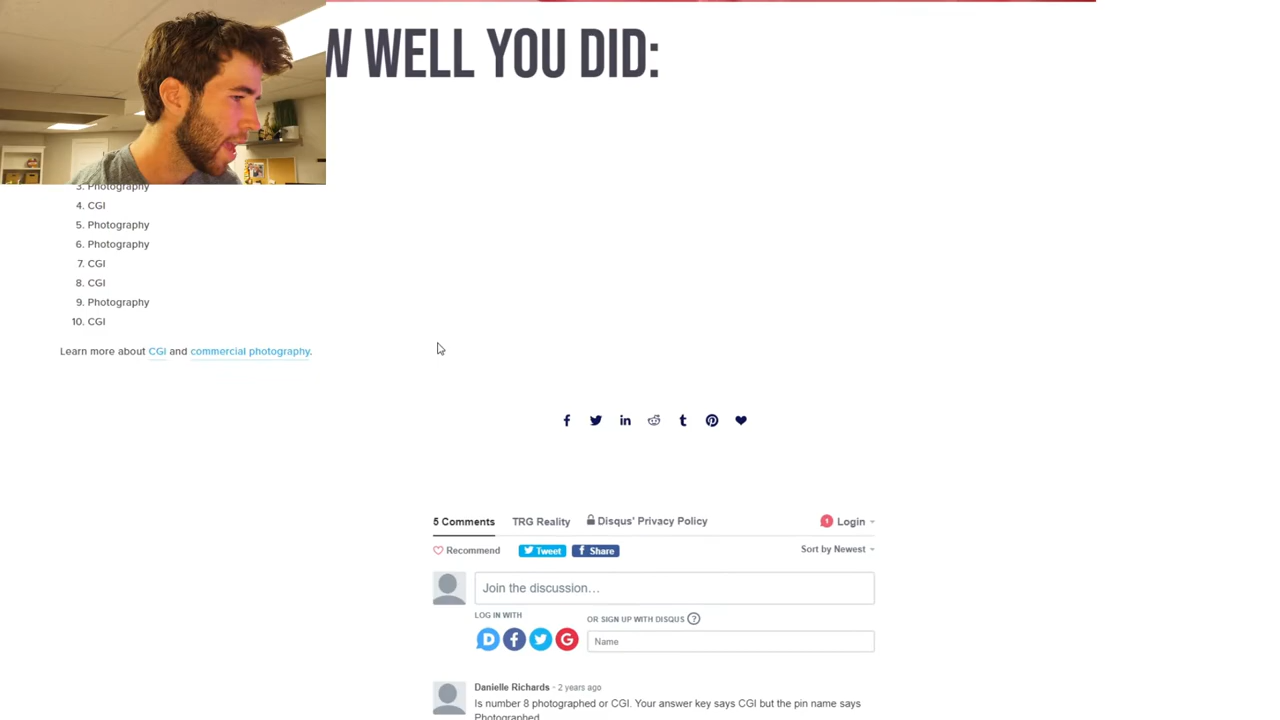 W WELL YOU DID:
3. Photography
4. CGI
5. Photography
6. Photography
7. CGI
8. CGI
9. Photography
10. CGI
Learn more about CGI and commercial photography.
5 Comments TRG Reality Disqus' Privacy Policy 1 Login
Recommend Tweet Share Sort by Newest
Join the discussion…
LOG IN WITH OR SIGN UP WITH DISQUS ?
Name
Danielle Richards - 2 years ago
Is number 8 photographed or CGI. Your answer key says CGI but the pin name says
Photographed